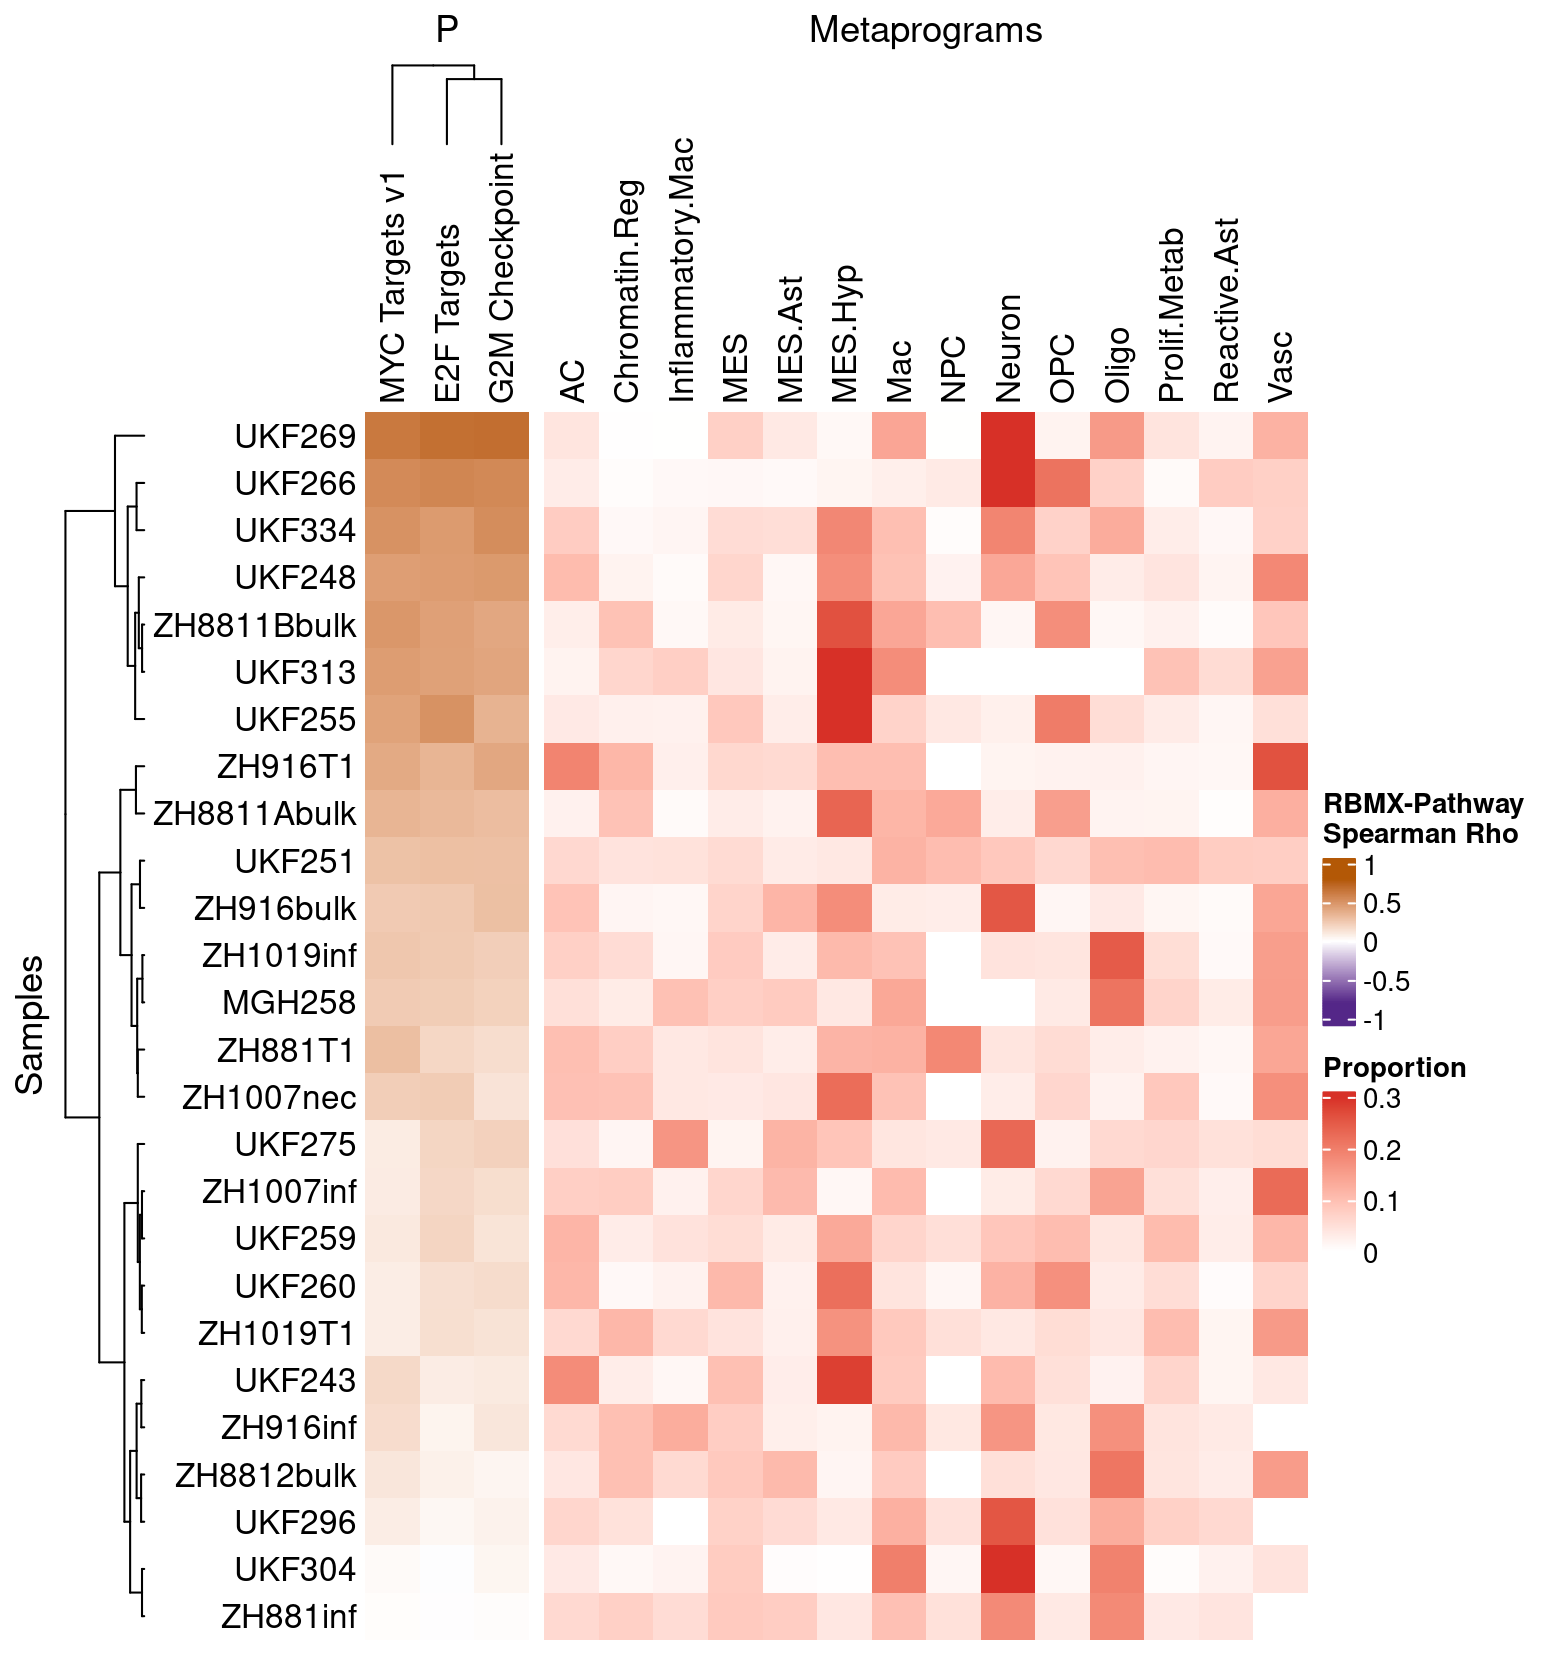 P
Metaprograms
MYC Targets v1
E2F Targets
G2M Checkpoint
AC
Chromatin.Reg
Inflammatory.Mac
MES
MES.Ast
MES.Hyp
Mac
NPC
Neuron
OPC
Oligo
Prolif.Metab
Reactive.Ast
Vasc
Samples
UKF269
UKF266
UKF334
UKF248
ZH8811Bbulk
UKF313
UKF255
ZH916T1
ZH8811Abulk
UKF251
ZH916bulk
ZH1019inf
MGH258
ZH881T1
ZH1007nec
UKF275
ZH1007inf
UKF259
UKF260
ZH1019T1
UKF243
ZH916inf
ZH8812bulk
UKF296
UKF304
ZH881inf
RBMX-Pathway
Spearman Rho
1
0.5
0
-0.5
-1
Proportion
0.3
0.2
0.1
0